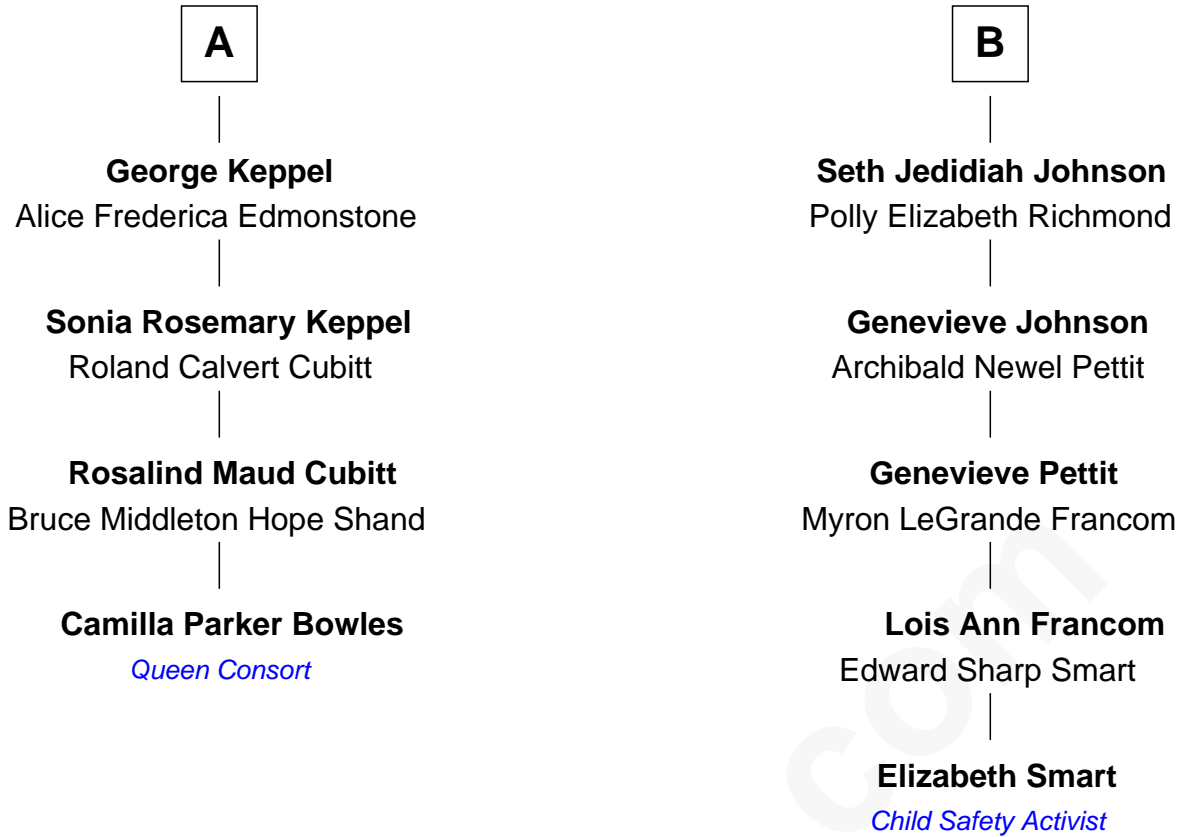 A
George Keppel
Alice Frederica Edmonstone
Sonia Rosemary Keppel
Roland Calvert Cubitt
Rosalind Maud Cubitt
Bruce Middleton Hope Shand
Camilla Parker Bowles
Queen Consort
B
Seth Jedidiah Johnson
Polly Elizabeth Richmond
Genevieve Johnson
Archibald Newel Pettit
Genevieve Pettit
Myron LeGrande Francom
Lois Ann Francom
Edward Sharp Smart
Elizabeth Smart
Child Safety Activist
com